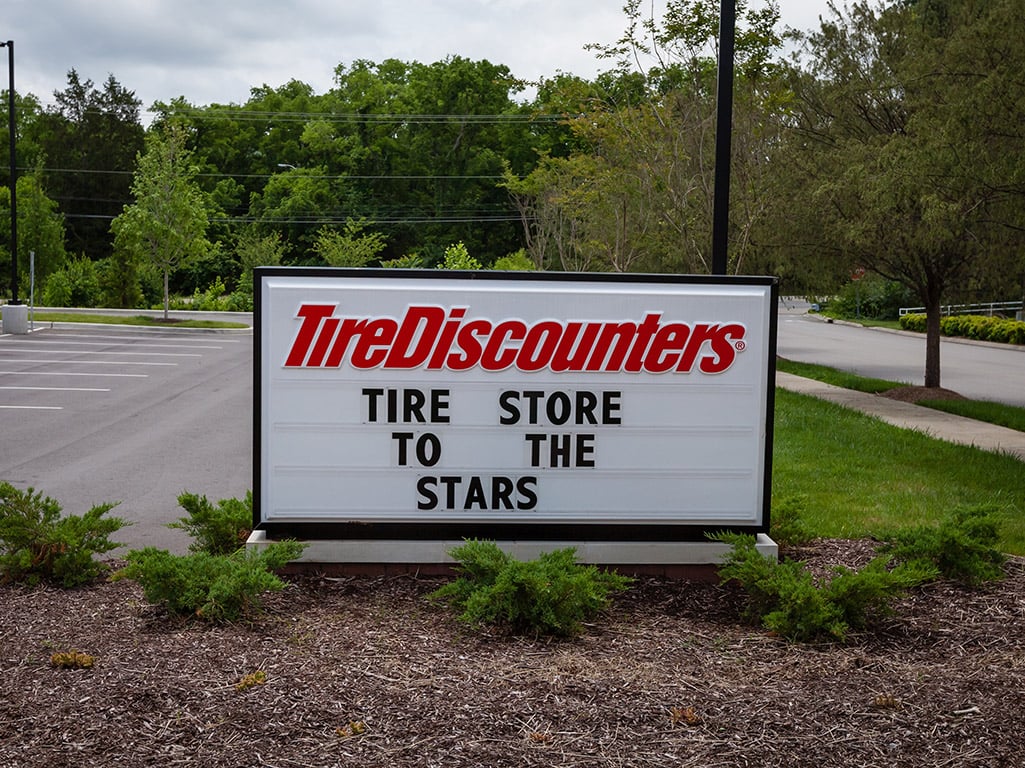 TireDiscounters®
TIRE STORE
TO THE
STARS